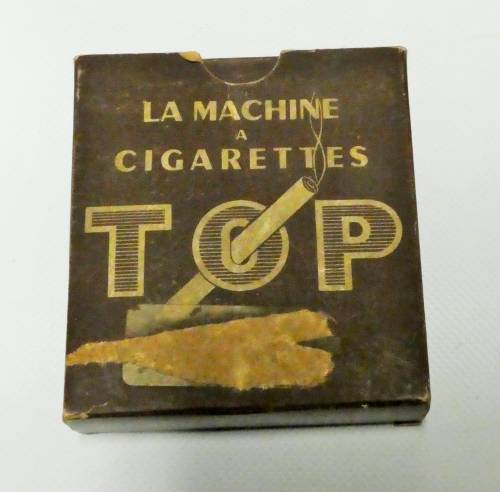 LA MACHINE
A
CIGARETTES
TOP